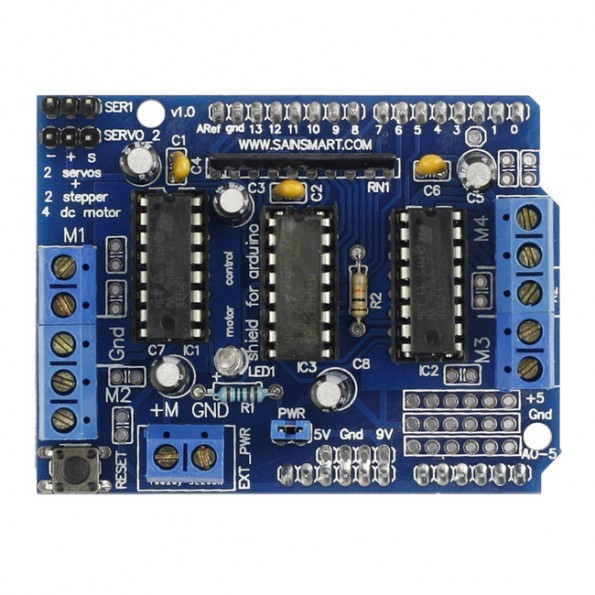 SER1
v1.0
ARef gnd 13 12 11 10 9 8 7 6 5 4 3 1 0
SERVO 2
C1
WWW.SAINSMART.COM
- + s
C4
2 servos
+
2 stepper
4 dc motor
C3
C2
RN1
C6
C5
M1
M4
Gnd
motor control
shield for arduino
R2
M3
C7
IC1
LED1
IC3
C8
IC2
+
M2
+M GND
R1
PWR
+5
Gnd
5V Gnd 9V
RESET
EXT_PWR
A0-5